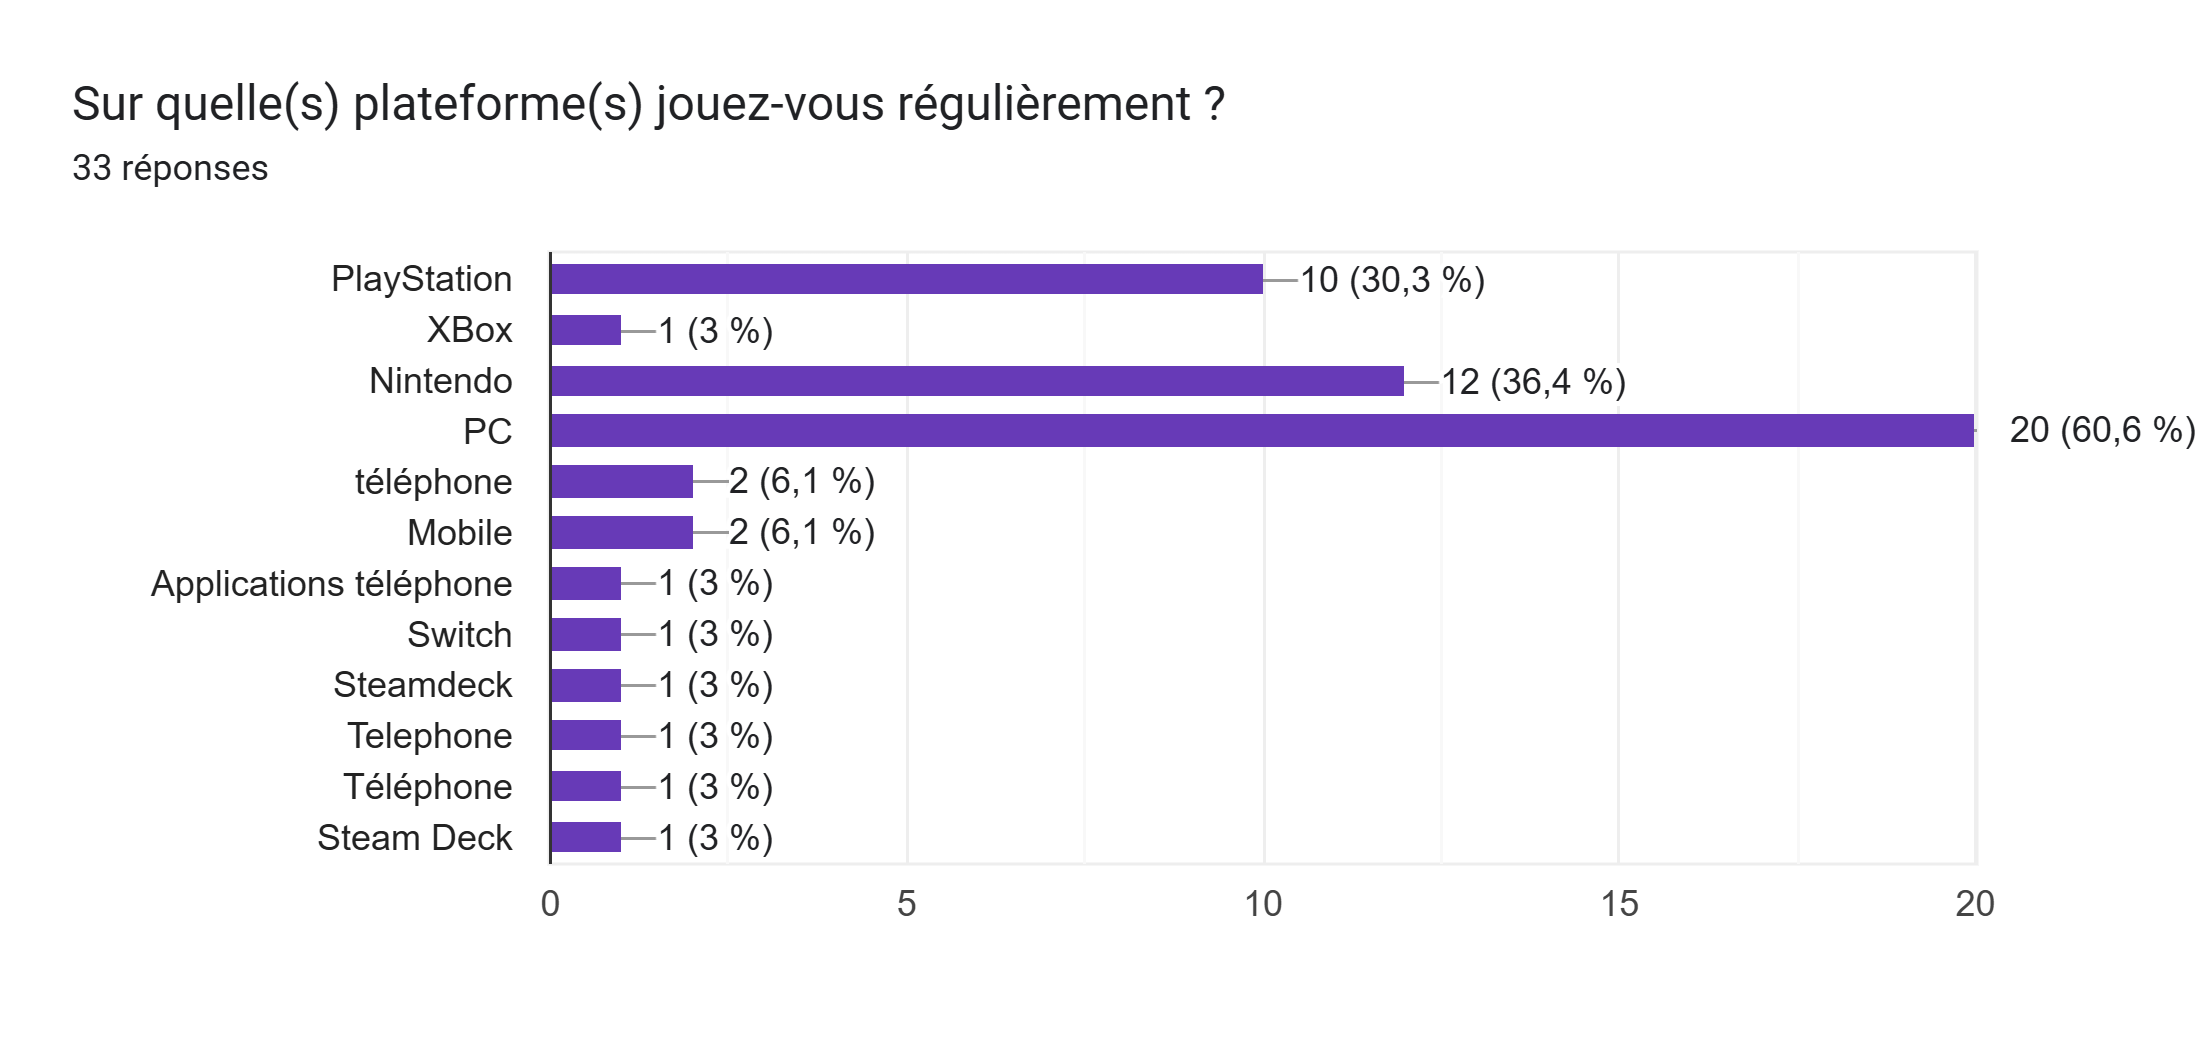 Sur quelle(s) plateforme(s) jouez-vous régulièrement ?
33 réponses
PlayStation 10 (30,3 %)
XBox 1 (3 %)
Nintendo 12 (36,4 %)
PC 20 (60,6 %)
téléphone 2 (6,1 %)
Mobile 2 (6,1 %)
Applications téléphone 1 (3 %)
Switch 1 (3 %)
Steamdeck 1 (3 %)
Telephone 1 (3 %)
Téléphone 1 (3 %)
Steam Deck 1 (3 %)
0 5 10 15 20